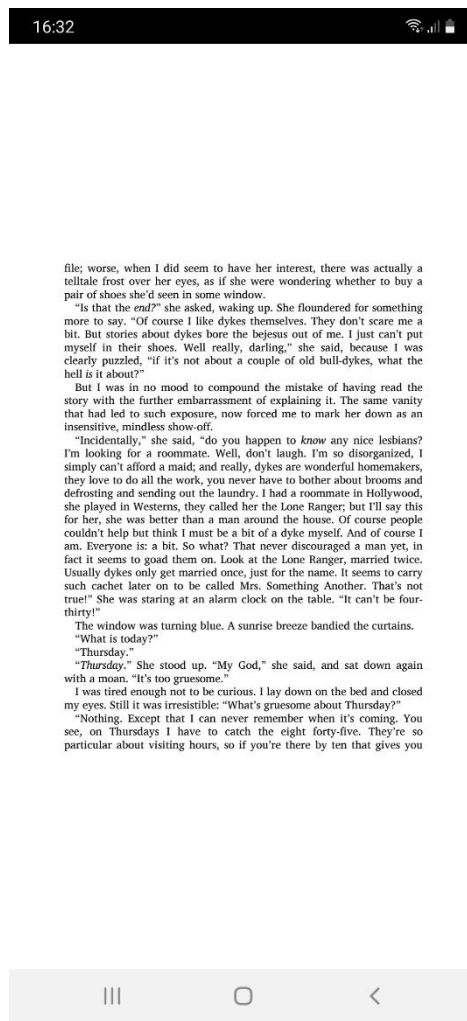 16:32
file; worse, when I did seem to have her interest, there was actually a
telltale frost over her eyes, as if she were wondering whether to buy a
pair of shoes she'd seen in some window.
"Is that the end?" she asked, waking up. She floundered for something
more to say. "Of course I like dykes themselves. They don't scare me a
bit. But stories about dykes bore the bejesus out of me. I just can't put
myself in their shoes. Well really, darling," she said, because I was
clearly puzzled, "if it's not about a couple of old bull-dykes, what the
hell is it about?"
But I was in no mood to compound the mistake of having read the
story with the further embarrassment of explaining it. The same vanity
that had led to such exposure, now forced me to mark her down as an
insensitive, mindless show-off.
"Incidentally," she said, "do you happen to know any nice lesbians?
I'm looking for a roommate. Well, don't laugh. I'm so disorganized, I
simply can't afford a maid; and really, dykes are wonderful homemakers,
they love to do all the work, you never have to bother about brooms and
defrosting and sending out the laundry. I had a roommate in Hollywood,
she played in Westerns, they called her the Lone Ranger; but I'll say this
for her, she was better than a man around the house. Of course people
couldn't help but think I must be a bit of a dyke myself. And of course I
am. Everyone is: a bit. So what? That never discouraged a man yet, in
fact it seems to goad them on. Look at the Lone Ranger, married twice.
Usually dykes only get married once, just for the name. It seems to carry
such cachet later on to be called Mrs. Something Another. That's not
true!" She was staring at an alarm clock on the table. "It can't be four-
thirty!"
The window was turning blue. A sunrise breeze bandied the curtains.
"What is today?"
"Thursday."
"Thursday." She stood up. "My God," she said, and sat down again
with a moan. "It's too gruesome."
I was tired enough not to be curious. I lay down on the bed and closed
my eyes. Still it was irresistible: "What's gruesome about Thursday?"
"Nothing. Except that I can never remember when it's coming. You
see, on Thursdays I have to catch the eight forty-five. They're so
particular about visiting hours, so if you're there by ten that gives you